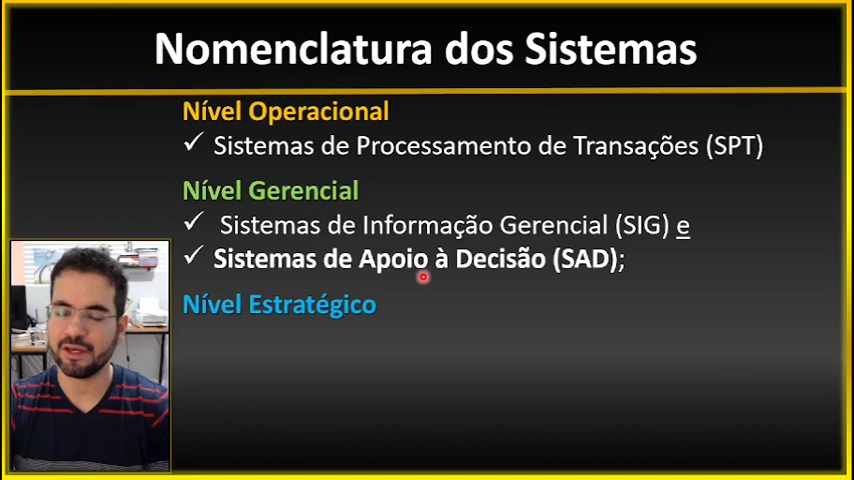 Nomenclatura dos Sistemas
Nível Operacional
✓ Sistemas de Processamento de Transações (SPT)
Nível Gerencial
✓ Sistemas de Informação Gerencial (SIG) e
✓ Sistemas de Apoio à Decisão (SAD);
Nível Estratégico